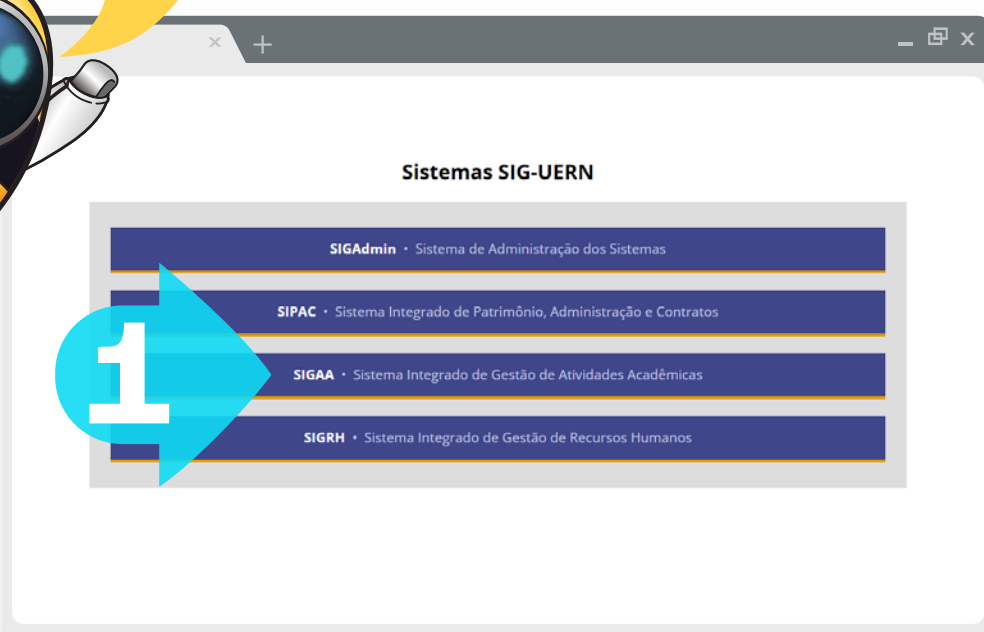 Sistemas SIG-UERN
SIGAdmin • Sistema de Administração dos Sistemas
SIPAC • Sistema Integrado de Patrimônio, Administração e Contratos
1
SIGAA • Sistema Integrado de Gestão de Atividades Acadêmicas
SIGRH • Sistema Integrado de Gestão de Recursos Humanos